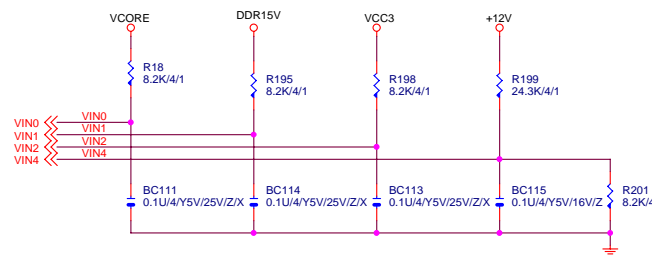 VCORE
DDR15V
VCC3
+12V
R18
8.2K/4/1
R195
8.2K/4/1
R198
8.2K/4/1
R199
24.3K/4/1
VIN0
VIN0
VIN1
VIN1
VIN2
VIN2
VIN4
VIN4
BC111
0.1U/4/Y5V/25V/Z/X
BC114
0.1U/4/Y5V/25V/Z/X
BC113
0.1U/4/Y5V/25V/Z/X
BC115
0.1U/4/Y5V/16V/Z
R201
8.2K/4